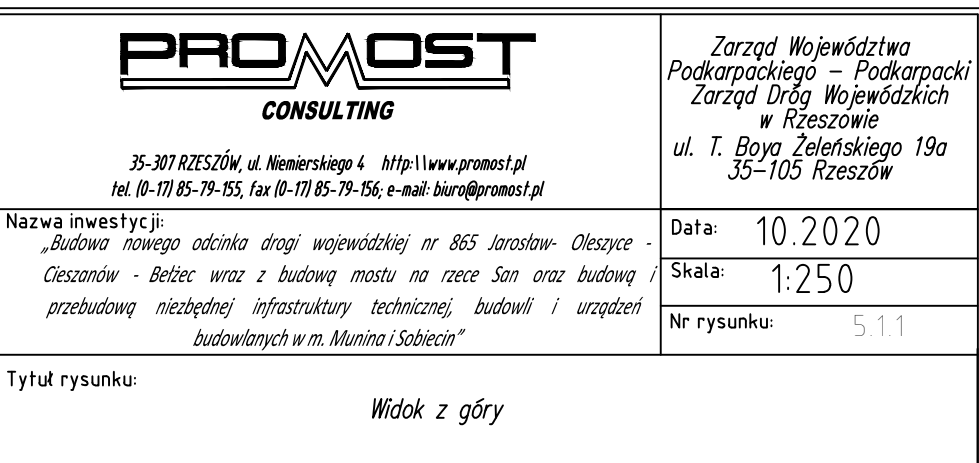 PROMOST
CONSULTING
35-307 RZESZÓW, ul. Niemierskiego 4 http:\\www.promost.pl
tel. (0-17) 85-79-155, fax (0-17) 85-79-156; e-mail: biuro@promost.pl
Zarząd Województwa
Podkarpackiego – Podkarpacki
Zarząd Dróg Wojewódzkich
w Rzeszowie
ul. T. Boya Żeleńskiego 19a
35–105 Rzeszów
Nazwa inwestycji:
„Budowa nowego odcinka drogi wojewódzkiej nr 865 Jarosław- Oleszyce -
Cieszanów - Bełżec wraz z budową mostu na rzece San oraz budową i
przebudową niezbędnej infrastruktury technicznej, budowli i urządzeń
budowlanych w m. Munina i Sobiecin”
Data: 10.2020
Skala: 1:250
Nr rysunku: 5.1.1
Tytuł rysunku:
Widok z góry